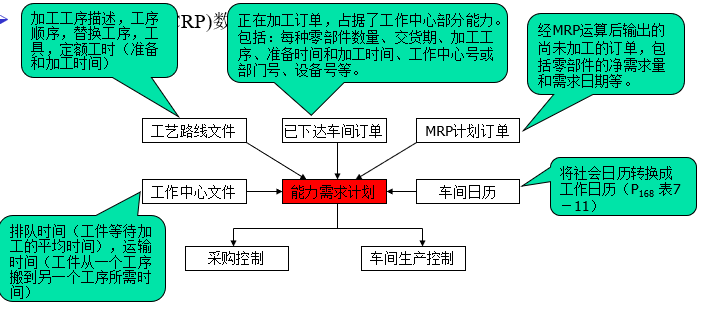 CRP)数
加工工序描述，工序
顺序，替换工序，工
具，定额工时（准备
和加工时间）
正在加工订单，占据了工作中心部分能力。
包括：每种零部件数量、交货期、加工工
序、准备时间和加工时间、工作中心号或
部门号、设备号等。
经MRP运算后输出的
尚未加工的订单，包
括零部件的净需求量
和需求日期等。
工艺路线文件
已下达车间订单
MRP计划订单
工作中心文件
能力需求计划
车间日历
将社会日历转换成
工作日历（P168 表7
－11）
排队时间（工件等待加
工的平均时间），运输
时间（工件从一个工序
搬到另一个工序所需时
间）
采购控制
车间生产控制